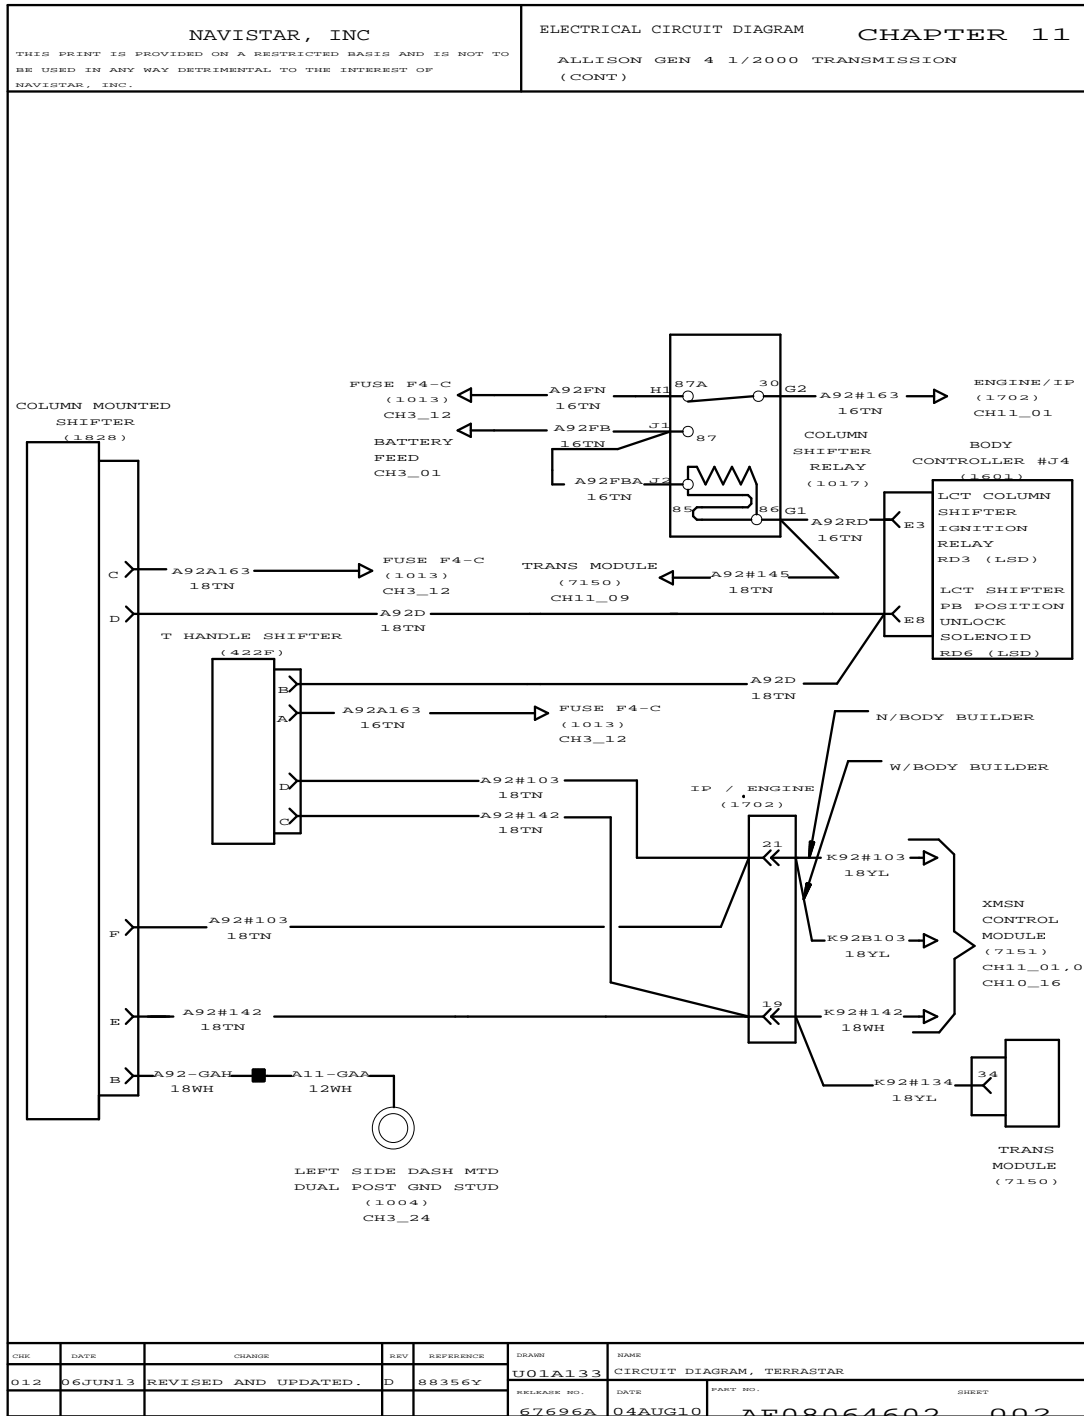 NAVISTAR, INC
THIS PRINT IS PROVIDED ON A RESTRICTED BASIS AND IS NOT TO
BE USED IN ANY WAY DETRIMENTAL TO THE INTEREST OF
NAVISTAR, INC.
ELECTRICAL CIRCUIT DIAGRAM
CHAPTER 11
ALLISON GEN 4 1/2000 TRANSMISSION
(CONT)
FUSE F4-C
(1013)
CH3_12
A92FN
16TN
H1
87A
30
G2
A92#163
16TN
ENGINE/IP
(1702)
CH11_01
BATTERY
FEED
CH3_01
A92FB
16TN
J1
87
A92FBA
16TN
J2
85
86
G1
COLUMN
SHIFTER
RELAY
(1017)
A92RD
16TN
BODY
CONTROLLER #J4
(1601)
E3
LCT COLUMN
SHIFTER
IGNITION
RELAY
RD3 (LSD)
E8
LCT SHIFTER
PB POSITION
UNLOCK
SOLENOID
RD6 (LSD)
COLUMN MOUNTED
SHIFTER
(1828)
C
A92A163
18TN
FUSE F4-C
(1013)
CH3_12
TRANS MODULE
(7150)
CH11_09
A92#145
18TN
D
A92D
18TN
T HANDLE SHIFTER
(422F)
B
A92D
18TN
A
A92A163
16TN
FUSE F4-C
(1013)
CH3_12
N/BODY BUILDER
W/BODY BUILDER
D
A92#103
18TN
C
A92#142
18TN
IP / ENGINE
(1702)
21
K92#103
18YL
F
A92#103
18TN
K92B103
18YL
XMSN
CONTROL
MODULE
(7151)
CH11_01,0
CH10_16
E
A92#142
18TN
19
K92#142
18WH
B
A92-GAH
18WH
A11-GAA
12WH
K92#134
18YL
34
TRANS
MODULE
(7150)
LEFT SIDE DASH MTD
DUAL POST GND STUD
(1004)
CH3_24
CHK DATE CHANGE REV REFERENCE DRAWN NAME
012 06JUN13 REVISED AND UPDATED. D 88356Y U01A133 CIRCUIT DIAGRAM, TERRASTAR
RELEASE NO. DATE PART NO. SHEET
67696A 04AUG10 AF08064602 002